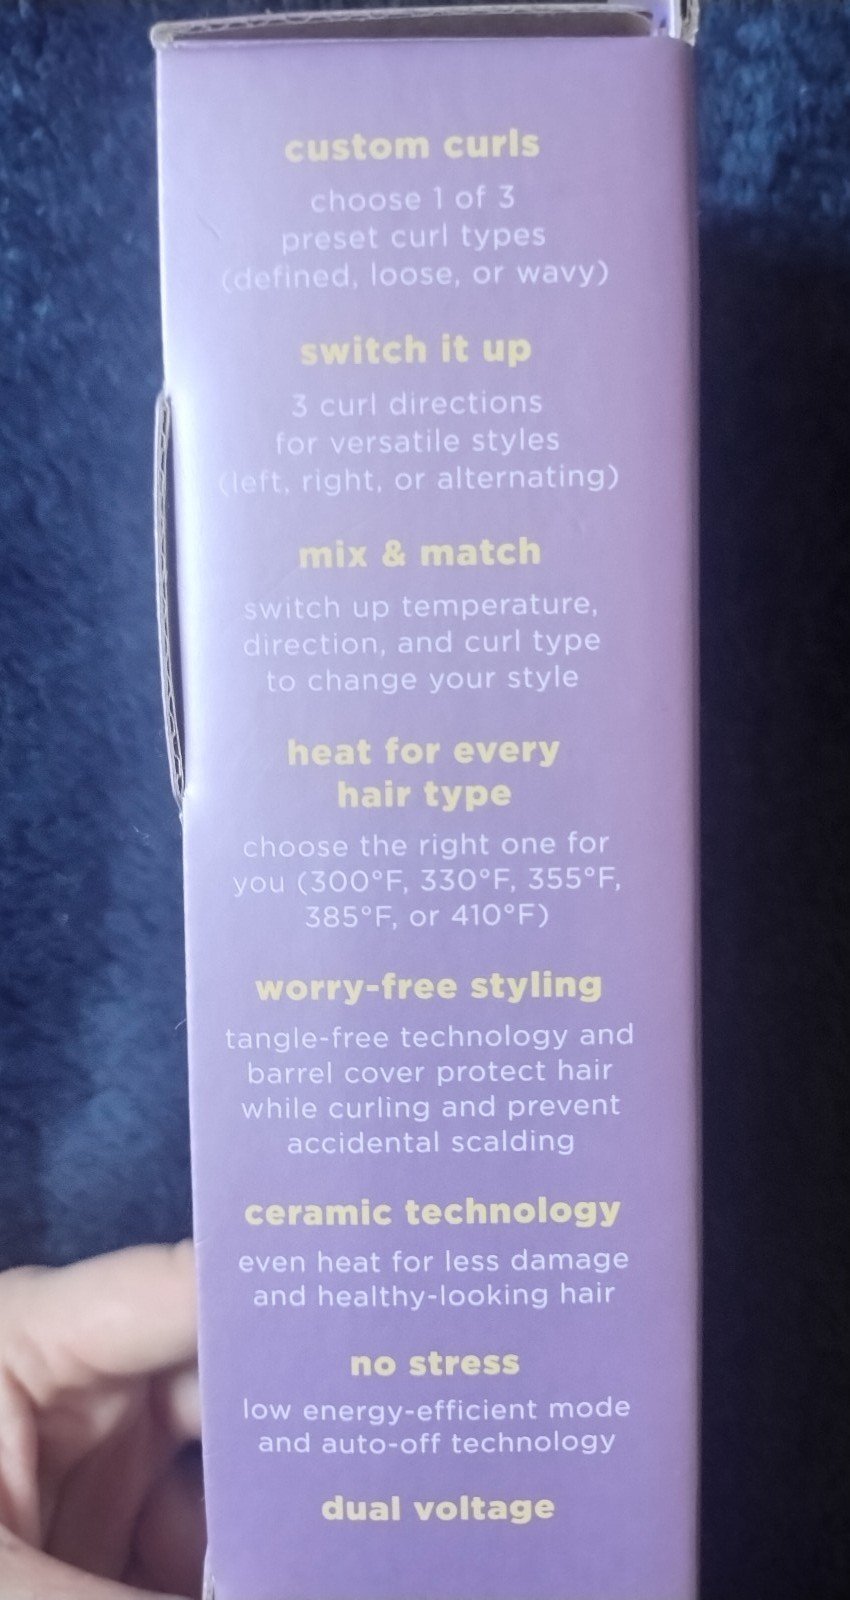 custom curls
choose 1 of 3
preset curl types
(defined, loose, or wavy)
switch it up
3 curl directions
for versatile styles
(left, right, or alternating)
mix & match
switch up temperature,
direction, and curl type
to change your style
heat for every
hair type
choose the right one for
you (300°F, 330°F, 355°F,
385°F, or 410°F)
worry-free styling
tangle-free technology and
barrel cover protect hair
while curling and prevent
accidental scalding
ceramic technology
even heat for less damage
and healthy-looking hair
no stress
low energy-efficient mode
and auto-off technology
dual voltage